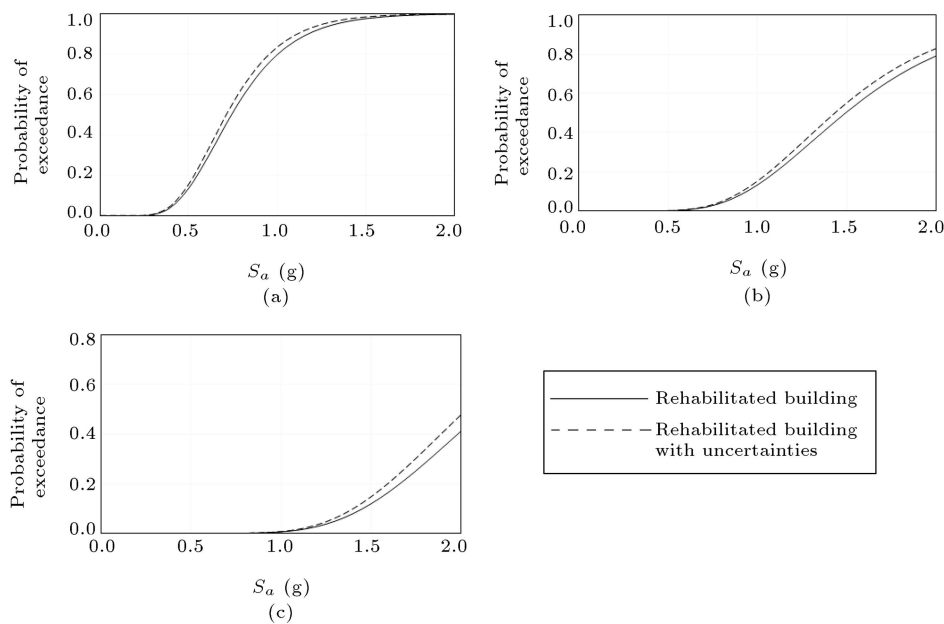 1.0
0.8
0.6
0.4
0.2
0.0
Probability of
exceedance
0.0 0.5 1.0 1.5 2.0
Sₐ (g)
(a)
1.0
0.8
0.6
0.4
0.2
0.0
Probability of
exceedance
0.0 0.5 1.0 1.5 2.0
Sₐ (g)
(b)
0.8
0.6
0.4
0.2
0.0
Probability of
exceedance
0.0 0.5 1.0 1.5 2.0
Sₐ (g)
(c)
Rehabilitated building
Rehabilitated building
with uncertainties